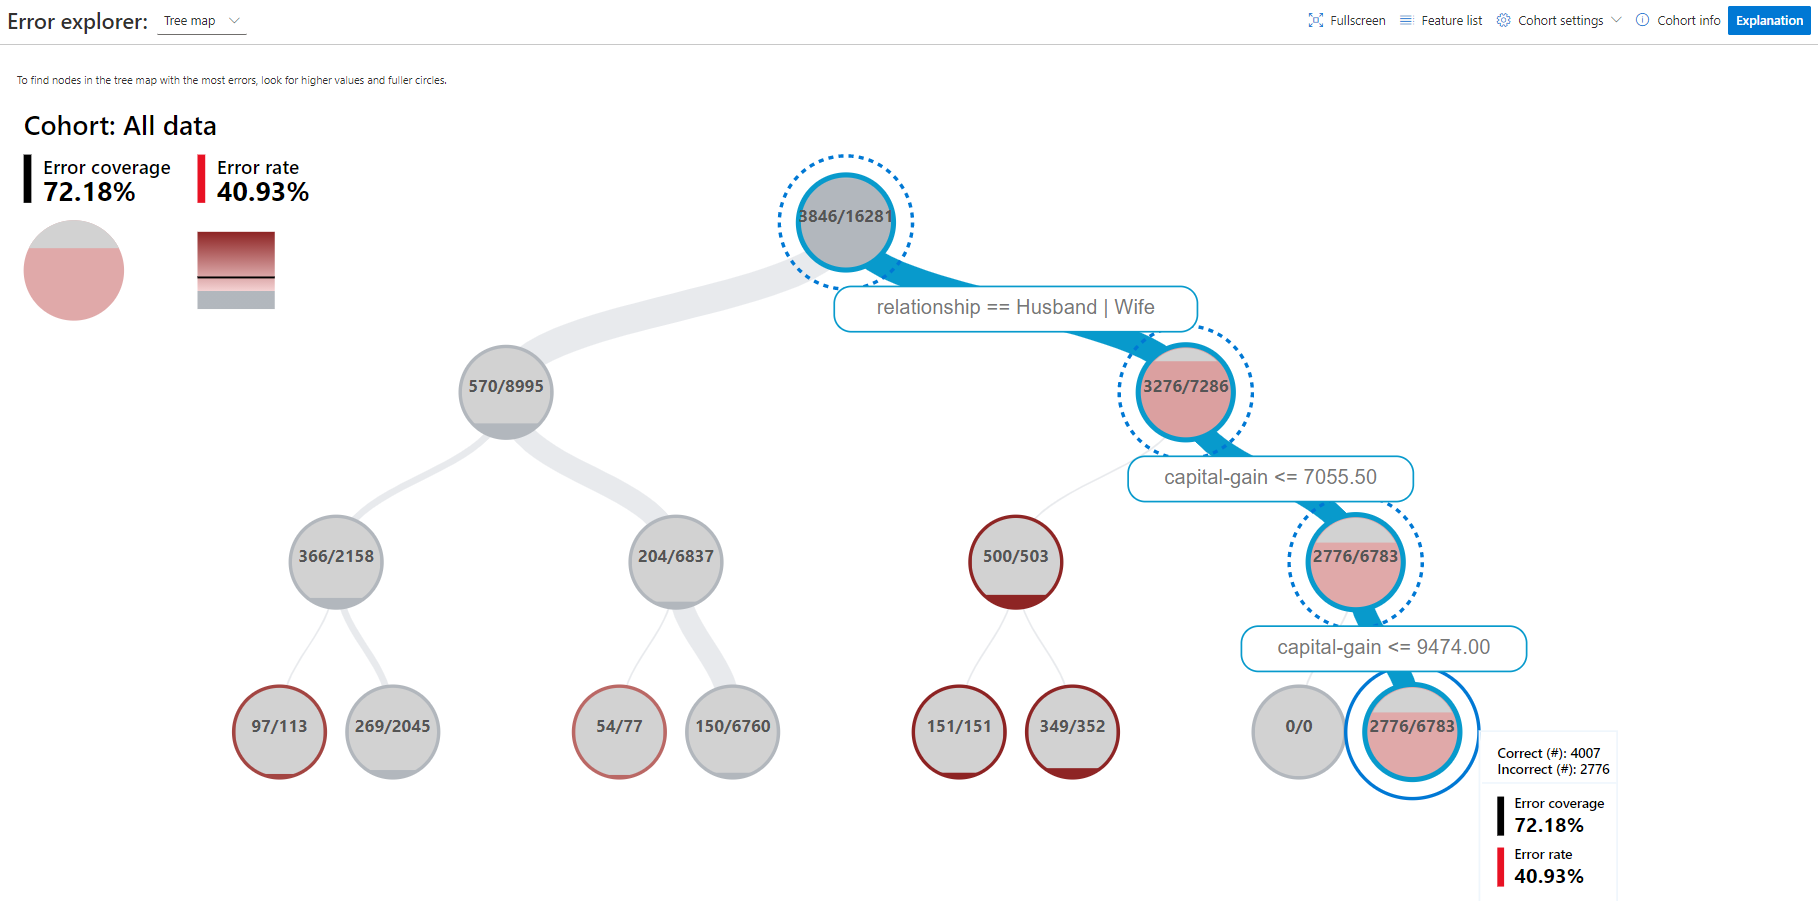 Error explorer: Tree map Fullscreen Feature list Cohort settings Cohort info Explanation
To find nodes in the tree map with the most errors, look for higher values and fuller circles.
Cohort: All data
Error coverage
72.18%
Error rate
40.93%
3846/16281
relationship == Husband | Wife
570/8995
3276/7286
capital-gain <= 7055.50
366/2158
204/6837
500/503
2776/6783
capital-gain <= 9474.00
97/113
269/2045
54/77
150/6760
151/151
349/352
0/0
2776/6783
Correct (#): 4007
Incorrect (#): 2776
Error coverage
72.18%
Error rate
40.93%